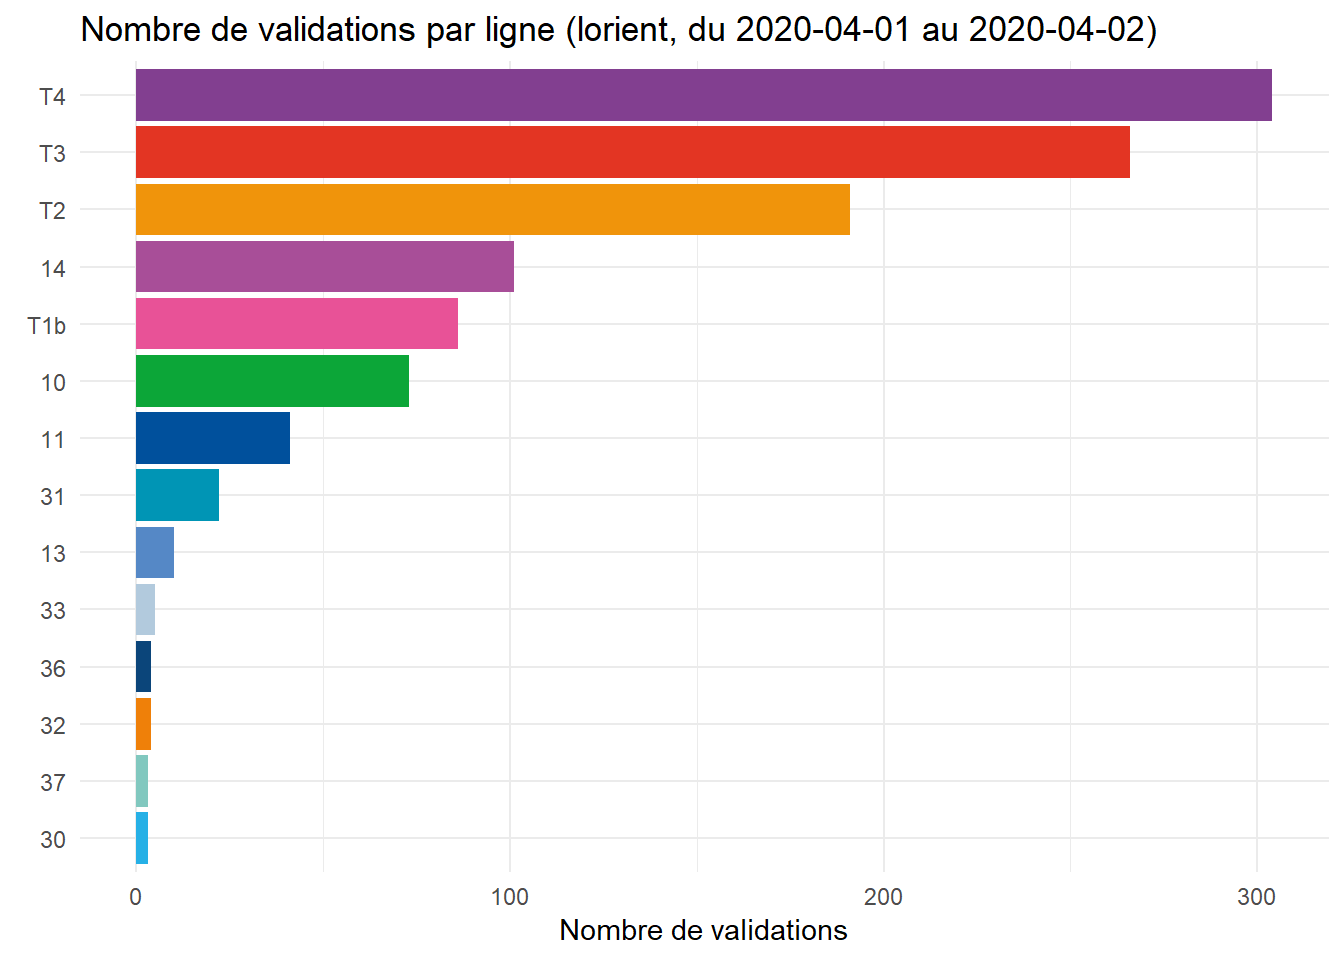 Nombre de validations par ligne (lorient, du 2020-04-01 au 2020-04-02)
T4
T3
T2
14
T1b
10
11
31
13
33
36
32
37
30
0 100 200 300
Nombre de validations